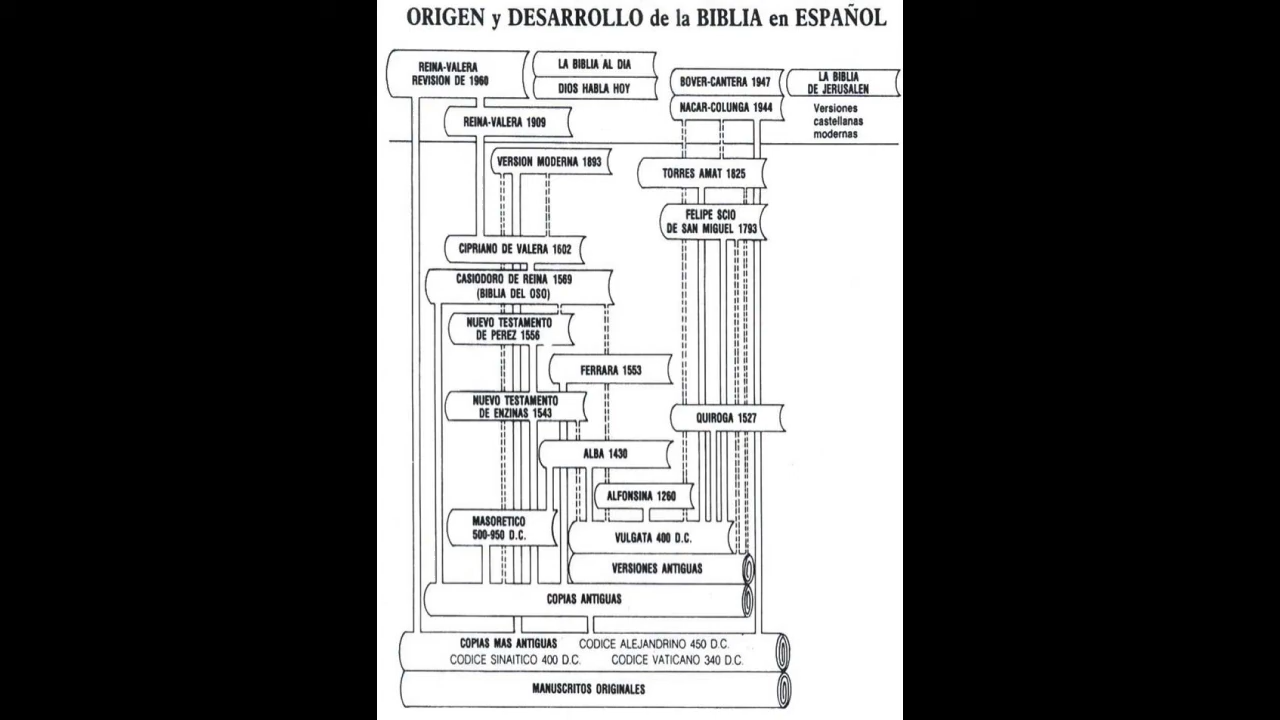 ORIGEN y DESARROLLO de la BIBLIA en ESPAÑOL
REINA-VALERA
REVISION DE 1960
LA BIBLIA AL DIA
DIOS HABLA HOY
BOVER-CANTERA 1947
NACAR-COLUNGA 1944
LA BIBLIA
DE JERUSALEN
Versiones
castellanas
modernas
REINA-VALERA 1909
VERSION MODERNA 1893
TORRES AMAT 1825
FELIPE SCIO
DE SAN MIGUEL 1793
CIPRIANO DE VALERA 1602
CASIODORO DE REINA 1569
(BIBLIA DEL OSO)
NUEVO TESTAMENTO
DE PEREZ 1556
FERRARA 1553
NUEVO TESTAMENTO
DE ENZINAS 1543
QUIROGA 1527
ALBA 1430
ALFONSINA 1260
MASORETICO
500-950 D.C.
VULGATA 400 D.C.
VERSIONES ANTIGUAS
COPIAS ANTIGUAS
COPIAS MAS ANTIGUAS CODICE ALEJANDRINO 450 D.C.
CODICE SINAITICO 400 D.C. CODICE VATICANO 340 D.C.
MANUSCRITOS ORIGINALES